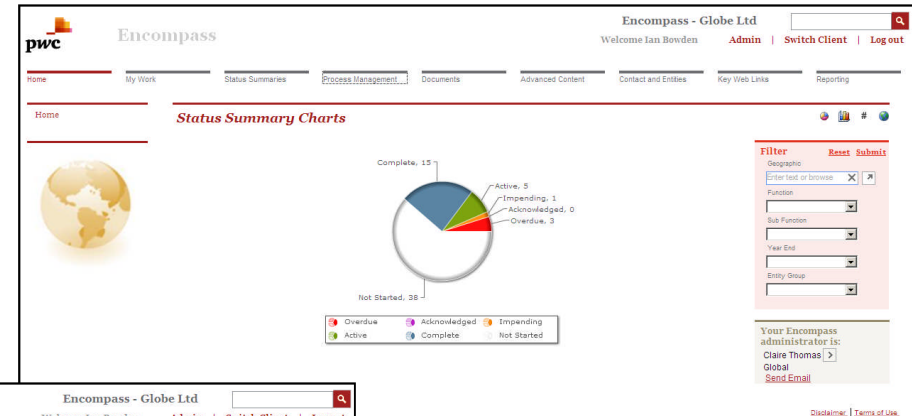 pwc
Encompass
Encompass - Globe Ltd
Welcome Ian Bowden Admin | Switch Client | Log out
Home My Work Status Summaries Process Management Documents Advanced Content Contact and Entities Key Web Links Reporting
Home
Status Summary Charts
#
Complete, 15
Active, 5
Impending, 1
Acknowledged, 0
Overdue, 3
Not Started, 38
Overdue Acknowledged Impending
Active Complete Not Started
Filter Reset Submit
Geographic
Enter text or browse
Function
Sub Function
Year End
Entity Group
Your Encompass
administrator is:
Claire Thomas >
Global
Send Email
Disclaimer | Terms of Use
Encompass - Globe Ltd